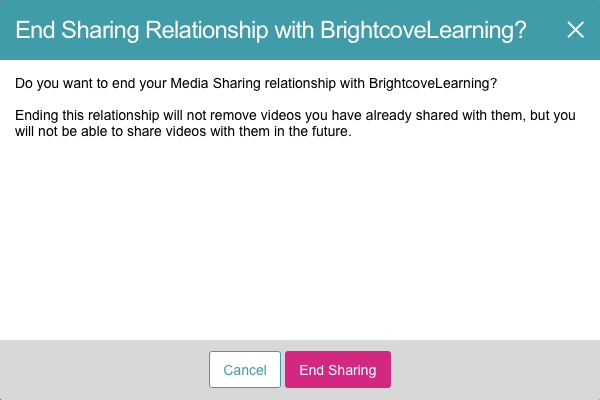 End Sharing Relationship with BrightcoveLearning?
Do you want to end your Media Sharing relationship with BrightcoveLearning?
Ending this relationship will not remove videos you have already shared with them, but you
will not be able to share videos with them in the future.
Cancel
End Sharing